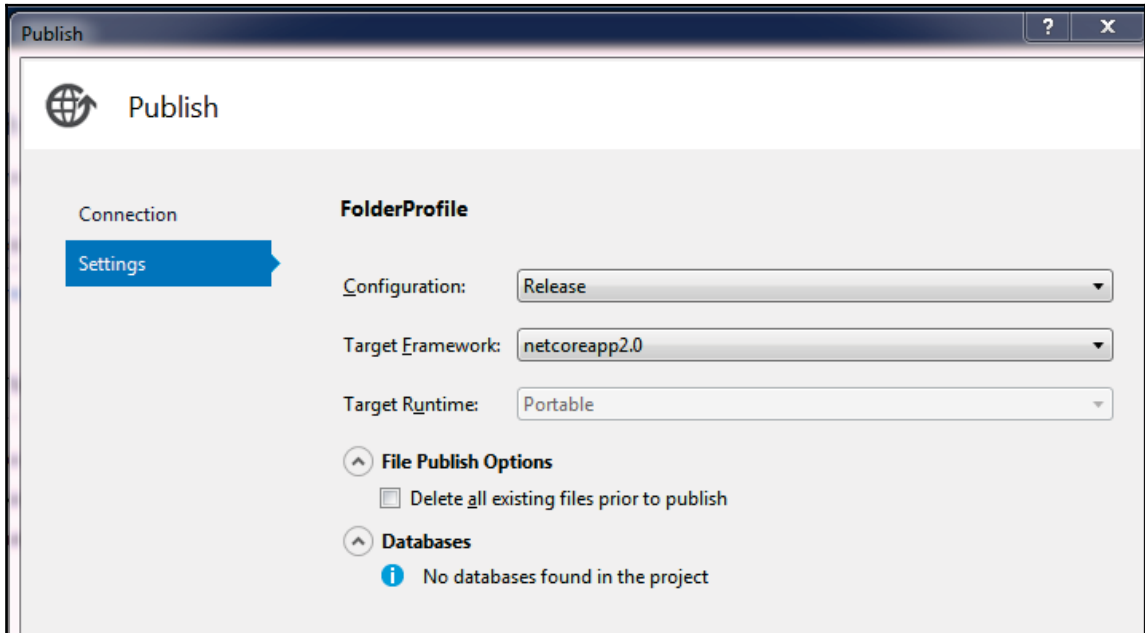 Publish
? X
Publish
Connection
Settings
FolderProfile
Configuration: Release
Target Framework: netcoreapp2.0
Target Runtime: Portable
File Publish Options
Delete all existing files prior to publish
Databases
No databases found in the project